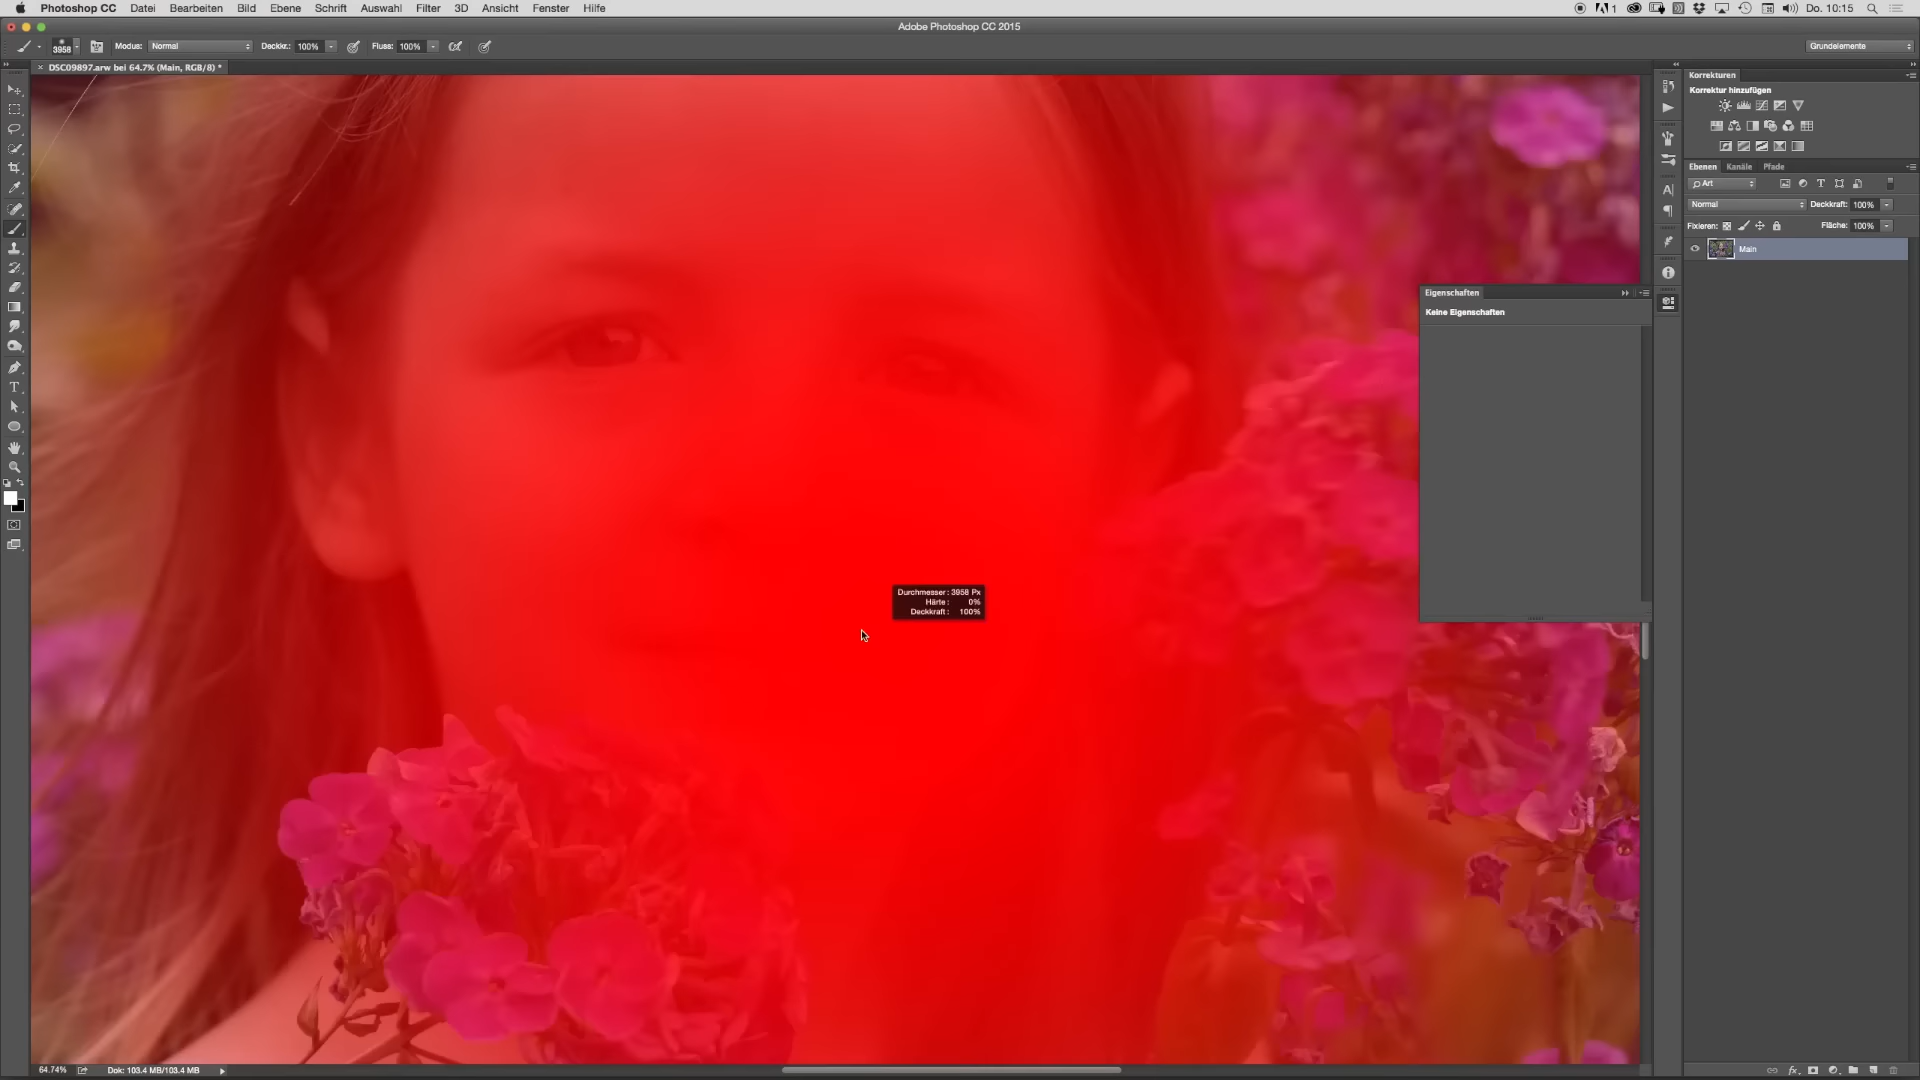 Photoshop CC Datei Bearbeiten Bild Ebene Schrift Auswahl Filter 3D Ansicht Fenster Hilfe 1 Do. 10:15
Adobe Photoshop CC 2015
3958 Modus: Normal Deckkr.: 100% Fluss: 100% Grundelemente
× DSC09897.arw bei 64.7% (Main, RGB/8) *
Korrekturen
Korrektur hinzufügen
Ebenen Kanäle Pfade
Art
Normal Deckkraft: 100%
Fixieren: Fläche: 100%
Main
Eigenschaften
Keine Eigenschaften
Durchmesser: 3958 Px
Härte: 0%
Deckkraft: 100%
64.74% Dok: 103.4 MB/103.4 MB